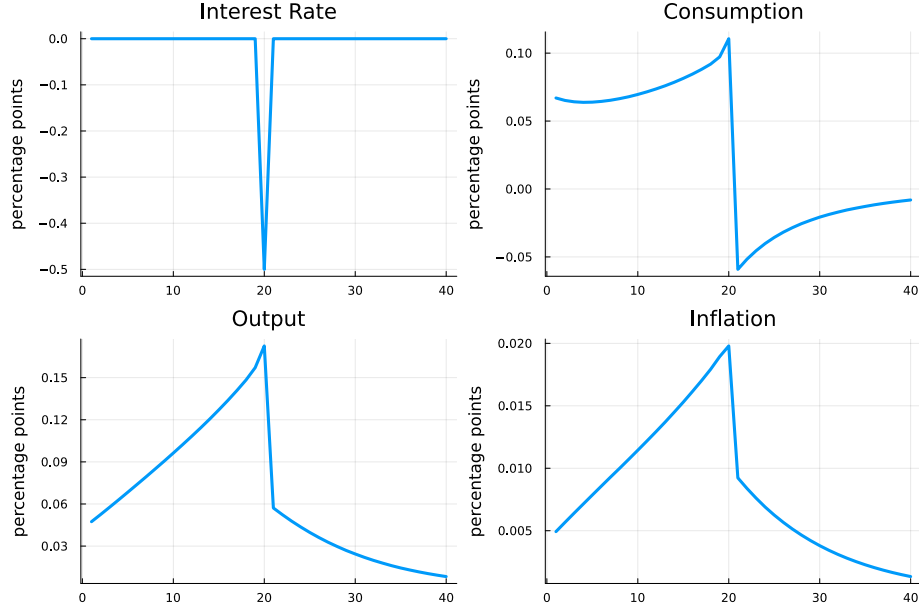 Interest Rate
percentage points
0.0
−0.1
−0.2
−0.3
−0.4
−0.5
0 10 20 30 40
Consumption
percentage points
0.10
0.05
0.00
−0.05
0 10 20 30 40
Output
percentage points
0.15
0.12
0.09
0.06
0.03
0 10 20 30 40
Inflation
percentage points
0.020
0.015
0.010
0.005
0 10 20 30 40